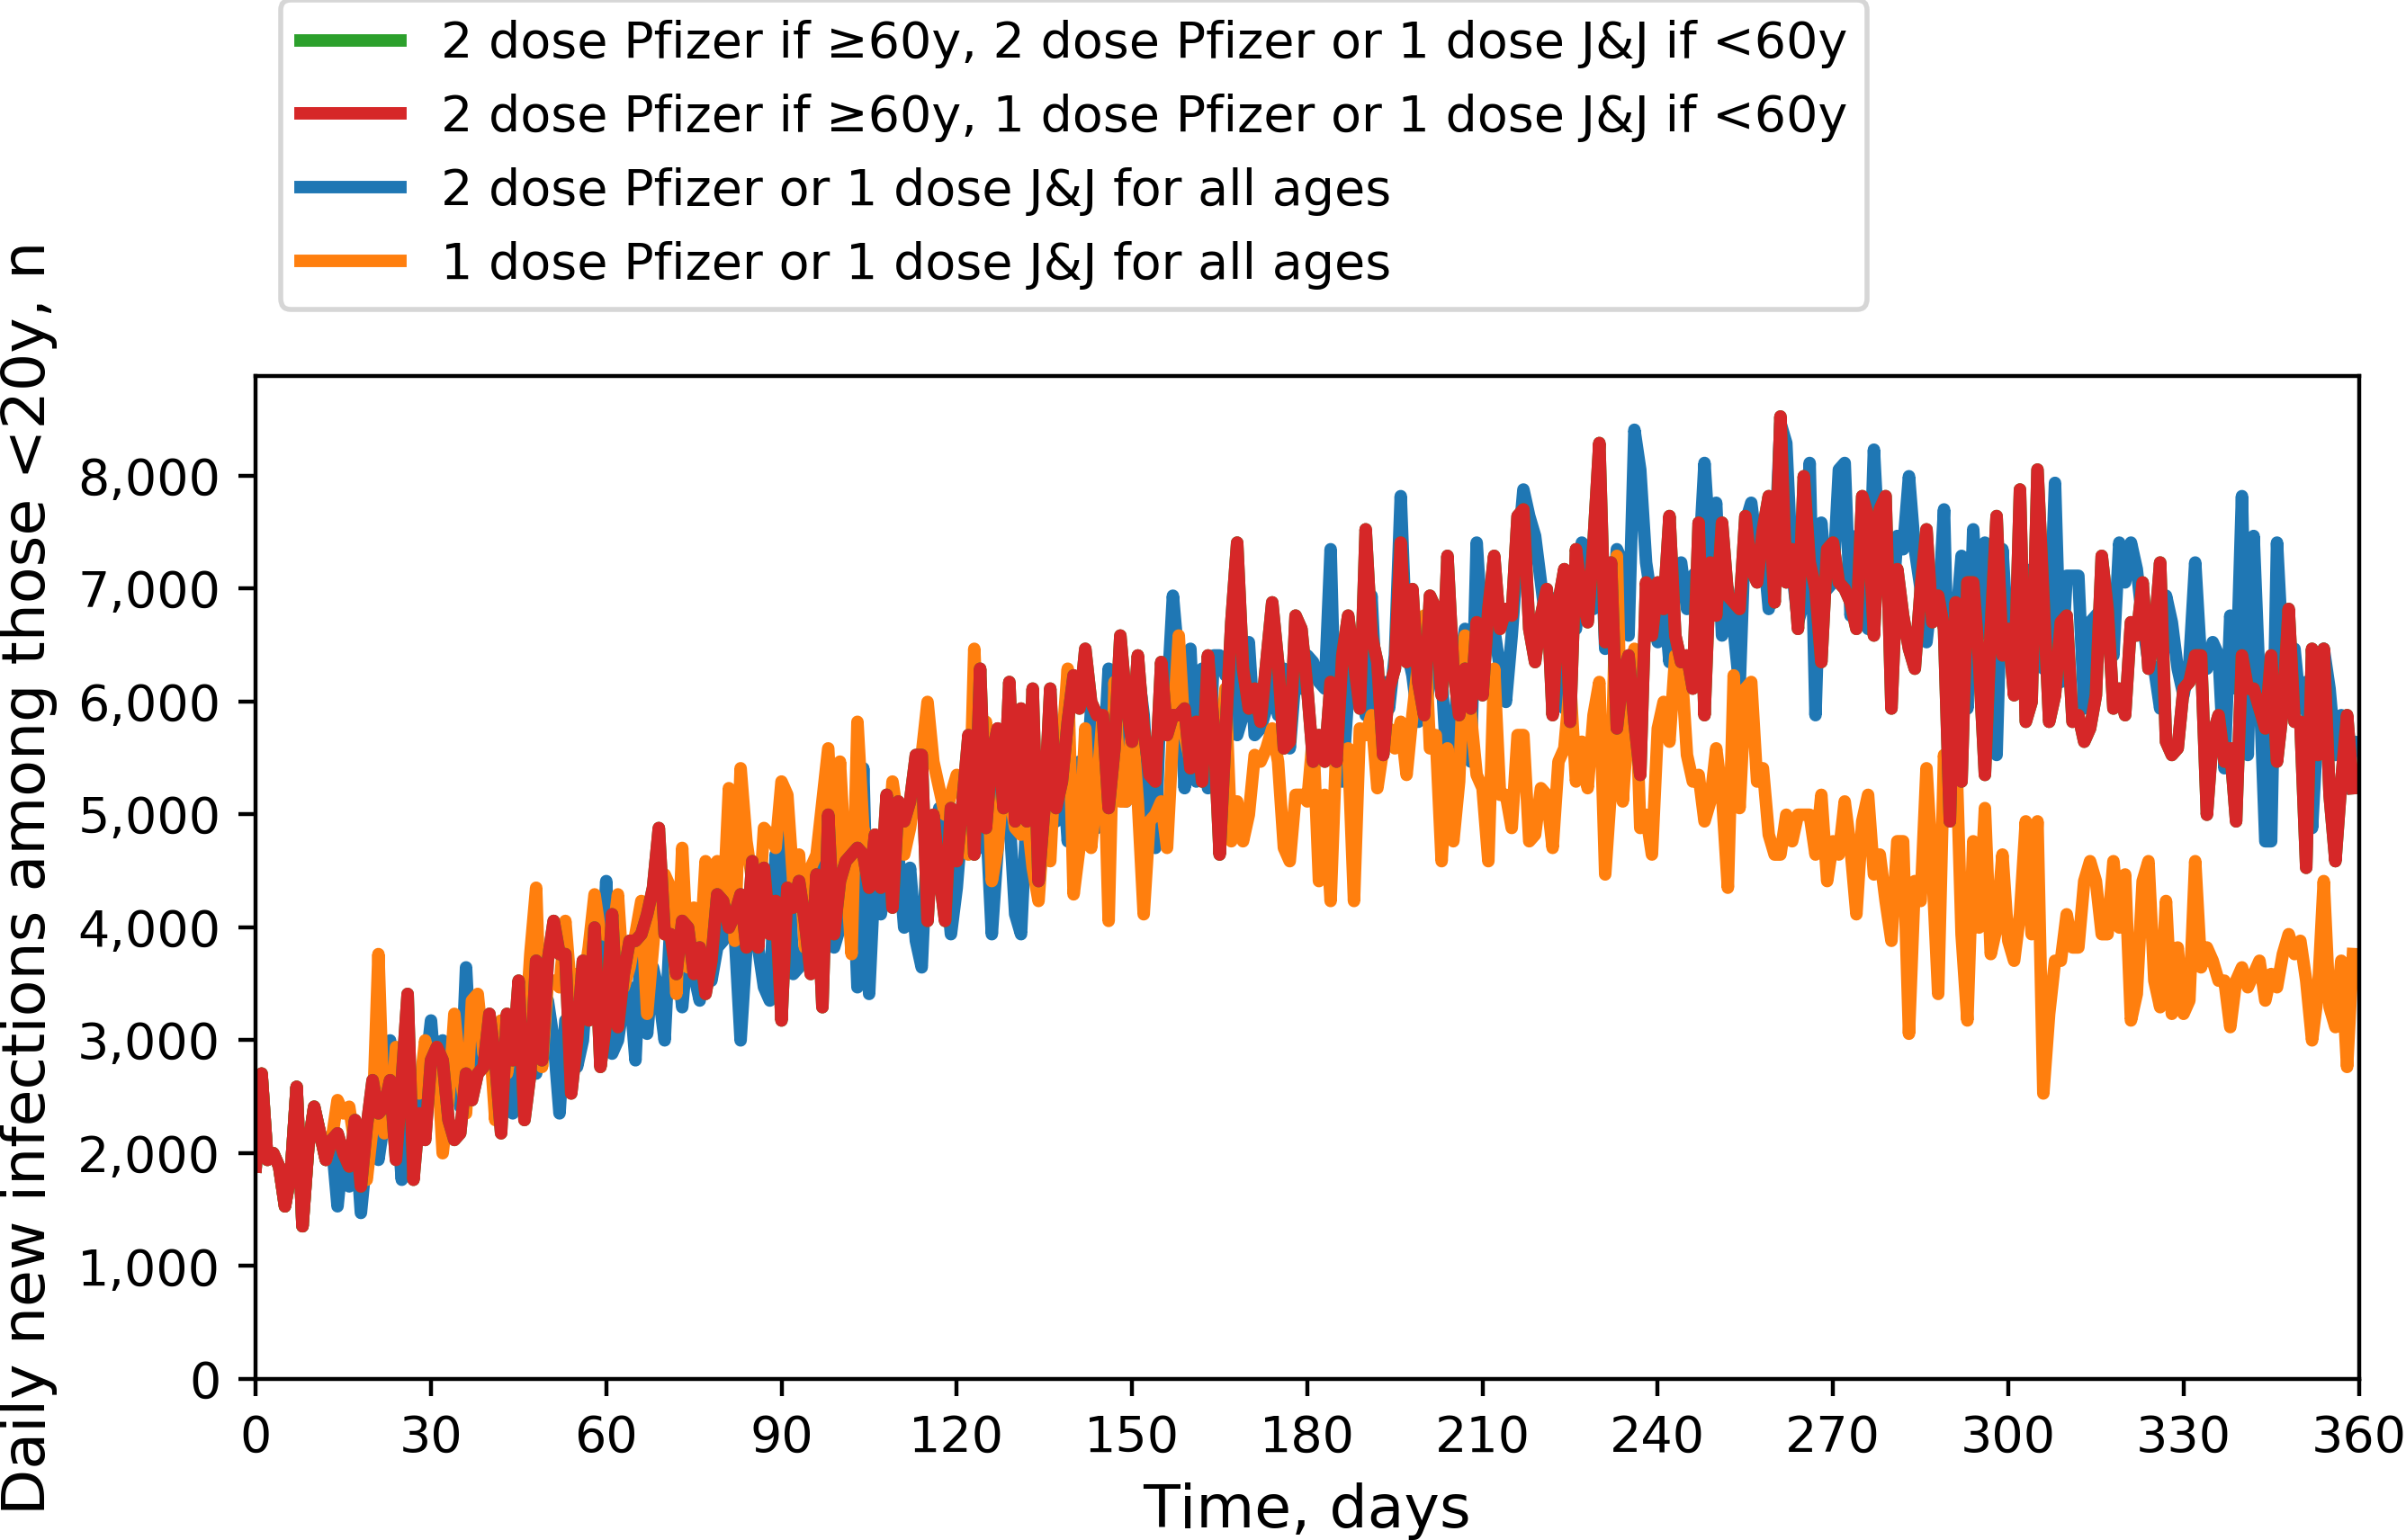 2 dose Pfizer if ≥60y, 2 dose Pfizer or 1 dose J&J if <60y
2 dose Pfizer if ≥60y, 1 dose Pfizer or 1 dose J&J if <60y
2 dose Pfizer or 1 dose J&J for all ages
1 dose Pfizer or 1 dose J&J for all ages
Daily new infections among those <20y, n
8,000
7,000
6,000
5,000
4,000
3,000
2,000
1,000
0
0 30 60 90 120 150 180 210 240 270 300 330 360
Time, days